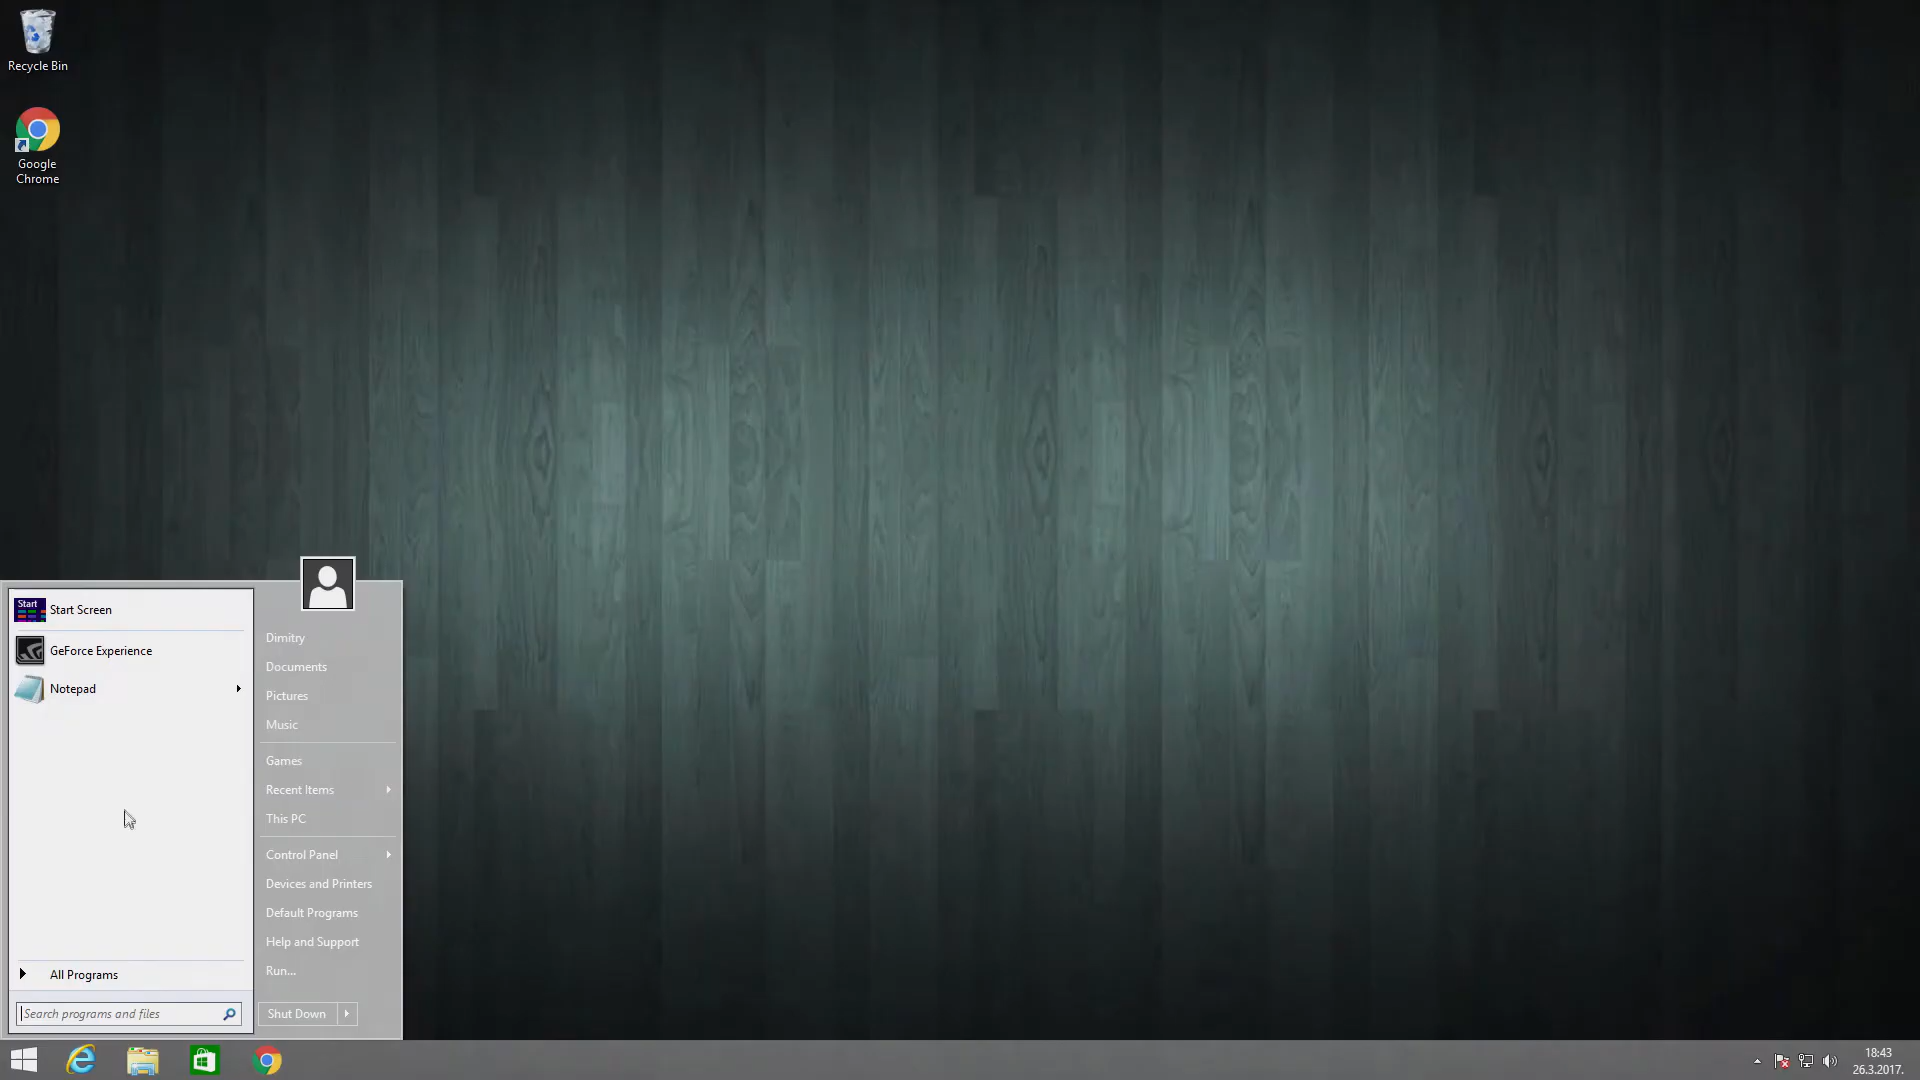 Recycle Bin
Google
Chrome
Start
Start Screen
GeForce Experience
Notepad
All Programs
Search programs and files
Dimitry
Documents
Pictures
Music
Games
Recent Items
This PC
Control Panel
Devices and Printers
Default Programs
Help and Support
Run...
Shut Down
18:43
26.3.2017.